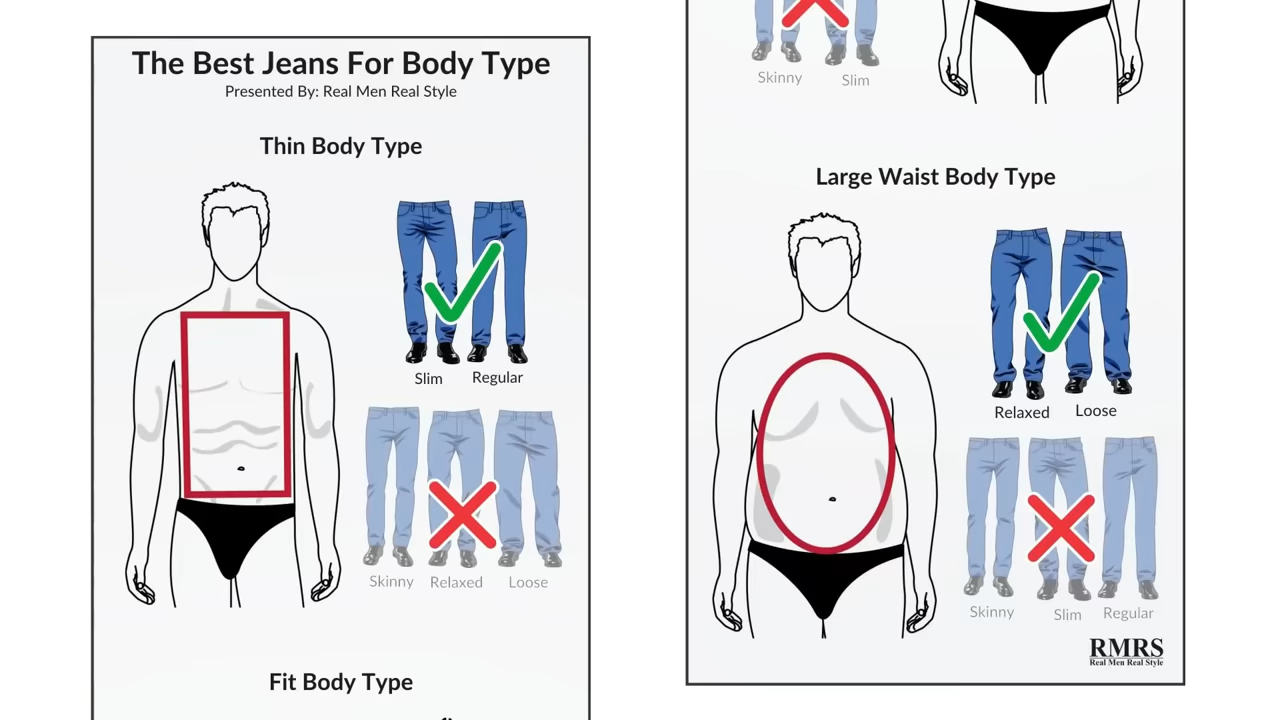 The Best Jeans For Body Type
Presented By: Real Men Real Style
Thin Body Type
Slim Regular
Skinny Relaxed Loose
Fit Body Type
Skinny Slim
Large Waist Body Type
Relaxed Loose
Skinny Slim Regular
RMRS
Real Men Real Style